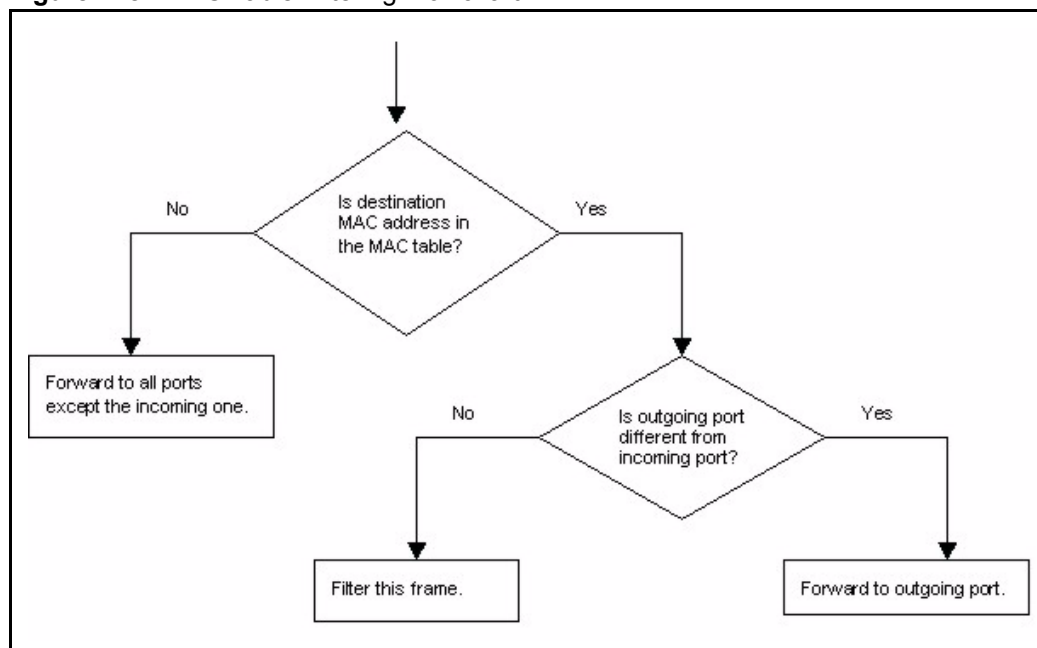 Is destination
MAC address in
the MAC table?
No
Yes
Forward to all ports
except the incoming one.
Is outgoing port
different from
incoming port?
No
Yes
Filter this frame.
Forward to outgoing port.